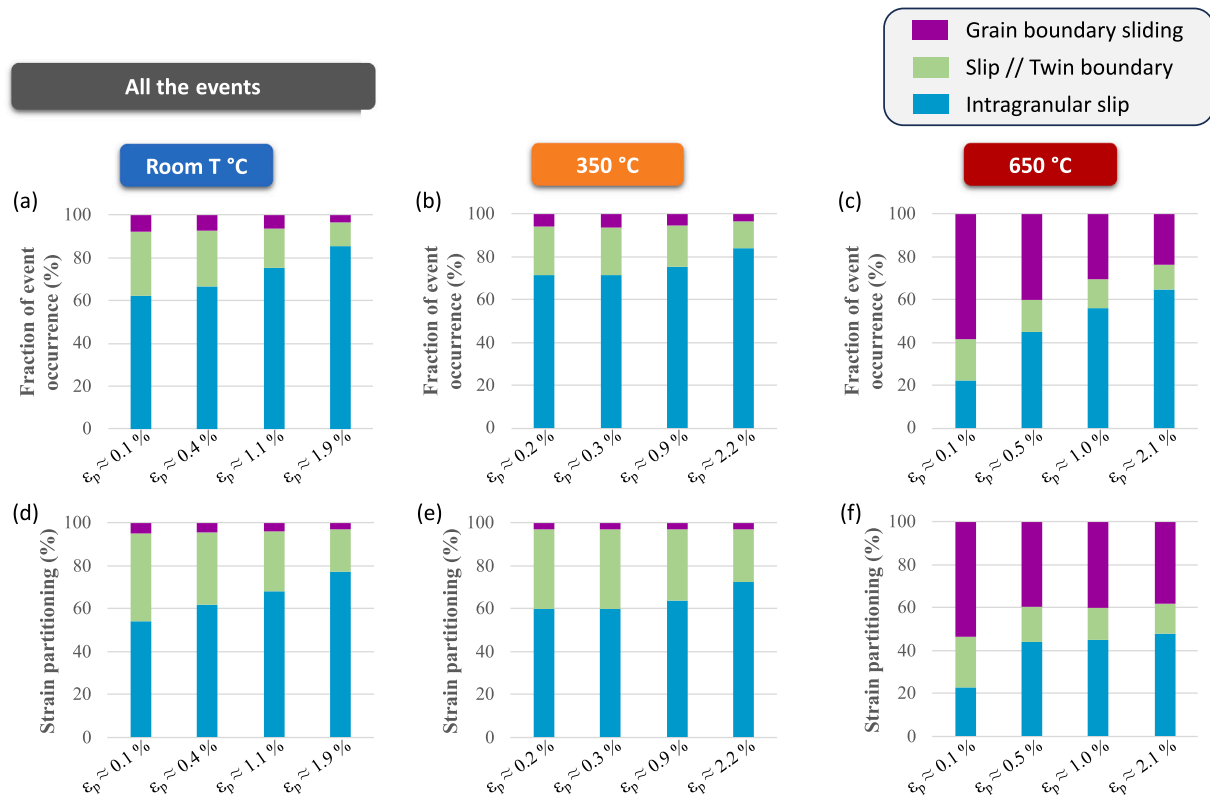 Grain boundary sliding
Slip // Twin boundary
Intragranular slip
All the events
Room T °C
350 °C
650 °C
(a)
Fraction of event
occurrence (%)
100
80
60
40
20
0
εp ≈ 0.1 %
εp ≈ 0.4 %
εp ≈ 1.1 %
εp ≈ 1.9 %
(b)
Fraction of event
occurrence (%)
100
80
60
40
20
0
εp ≈ 0.2 %
εp ≈ 0.3 %
εp ≈ 0.9 %
εp ≈ 2.2 %
(c)
Fraction of event
occurrence (%)
100
80
60
40
20
0
εp ≈ 0.1 %
εp ≈ 0.5 %
εp ≈ 1.0 %
εp ≈ 2.1 %
(d)
Strain partitioning (%)
100
80
60
40
20
0
εp ≈ 0.1 %
εp ≈ 0.4 %
εp ≈ 1.1 %
εp ≈ 1.9 %
(e)
Strain partitioning (%)
100
80
60
40
20
0
εp ≈ 0.2 %
εp ≈ 0.3 %
εp ≈ 0.9 %
εp ≈ 2.2 %
(f)
Strain partitioning (%)
100
80
60
40
20
0
εp ≈ 0.1 %
εp ≈ 0.5 %
εp ≈ 1.0 %
εp ≈ 2.1 %